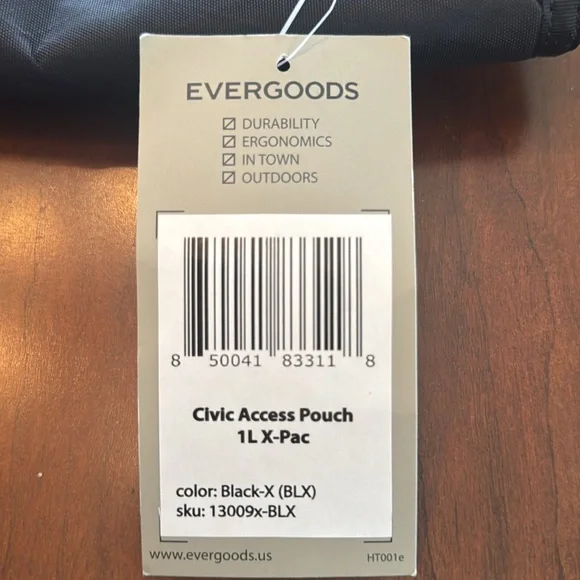 EVERGOODS
DURABILITY
ERGONOMICS
IN TOWN
OUTDOORS
8 50041 83311 8
Civic Access Pouch
1L X-Pac
color: Black-X (BLX)
sku: 13009x-BLX
www.evergoods.us HT001e